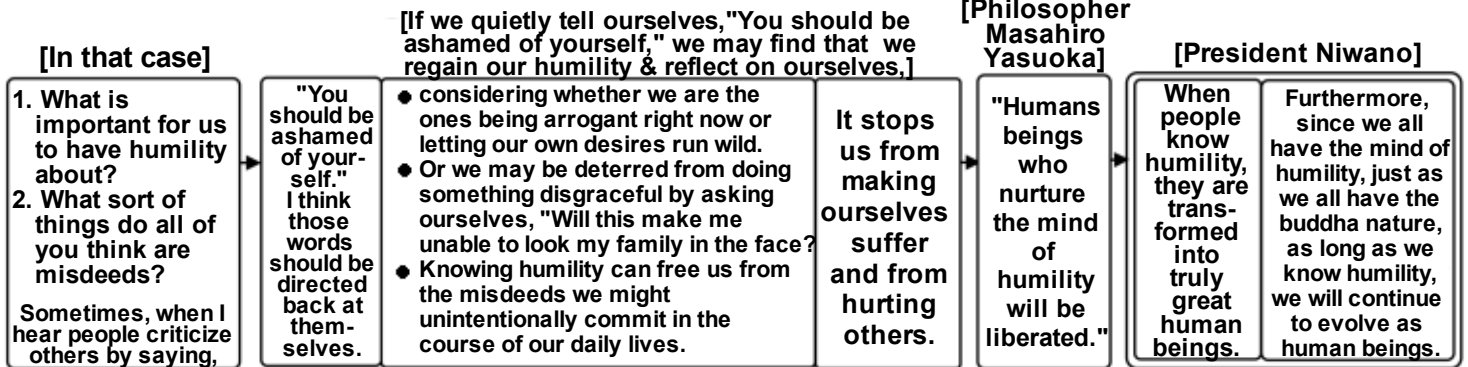 [In that case]
1. What is
important for us
to have humility
about?
2. What sort of
things do all of
you think are
misdeeds?
Sometimes, when I
hear people criticize
others by saying,
"You
should be
ashamed
of your-
self."
I think
those
words
should be
directed
back at
them-
selves.
[If we quietly tell ourselves,"You should be
ashamed of yourself," we may find that we
regain our humility & reflect on ourselves,]
● considering whether we are the
ones being arrogant right now or
letting our own desires run wild.
● Or we may be deterred from doing
something disgraceful by asking
ourselves, "Will this make me
unable to look my family in the face?
● Knowing humility can free us from
the misdeeds we might
unintentionally commit in the
course of our daily lives.
It stops
us from
making
ourselves
suffer
and from
hurting
others.
[Philosopher
Masahiro
Yasuoka]
"Humans
beings
who
nurture
the mind
of
humility
will be
liberated."
[President Niwano]
When
people
know
humility,
they are
trans-
formed
into
truly
great
human
beings.
Furthermore,
since we all
have the mind of
humility, just as
we all have the
buddha nature,
as long as we
know humility,
we will continue
to evolve as
human beings.